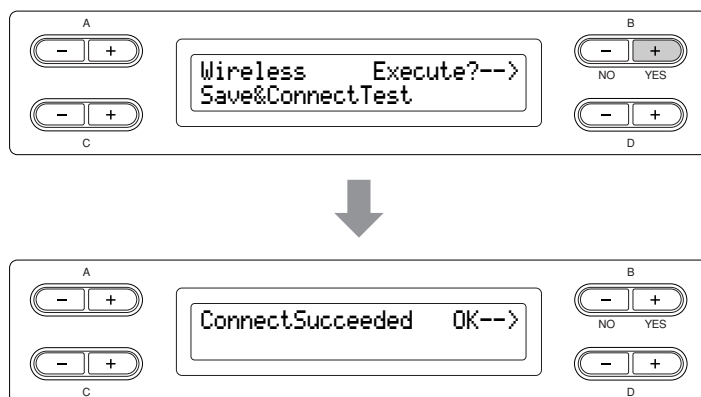 A
B
- +
- +
NO YES
Wireless Execute?-->
Save&ConnectTest
- +
- +
C
D
A
B
- +
- +
NO YES
ConnectSucceeded OK-->
- +
- +
C
D